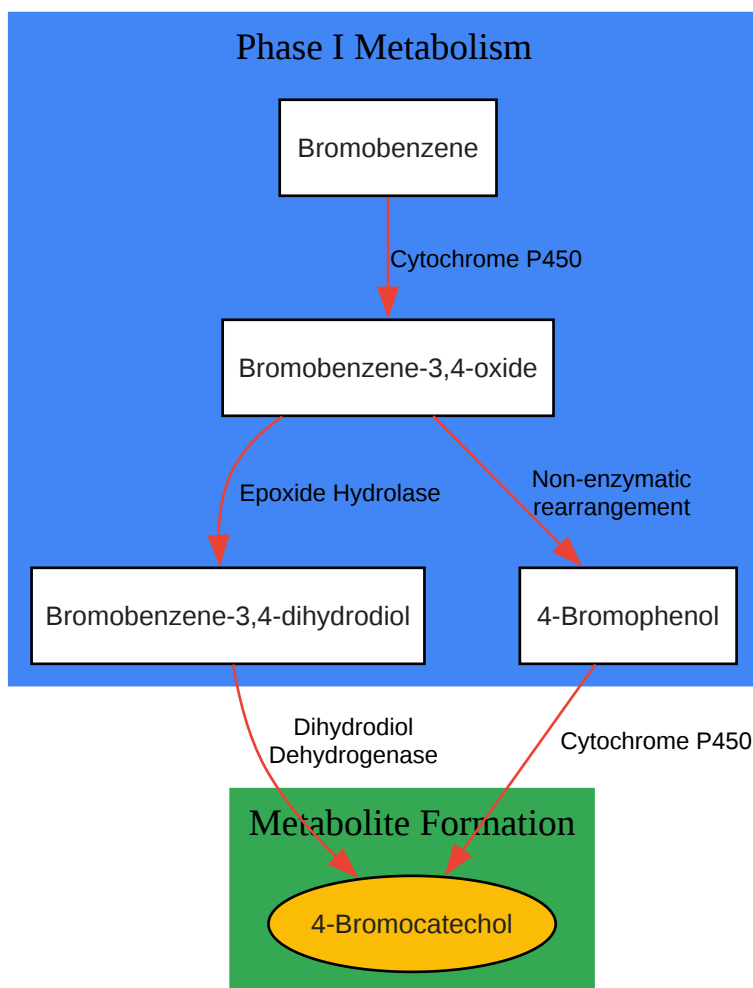 Phase I Metabolism
Bromobenzene
Cytochrome P450
Bromobenzene-3,4-oxide
Epoxide Hydrolase
Non-enzymatic
rearrangement
Bromobenzene-3,4-dihydrodiol
4-Bromophenol
Dihydrodiol
Dehydrogenase
Cytochrome P450
Metabolite Formation
4-Bromocatechol